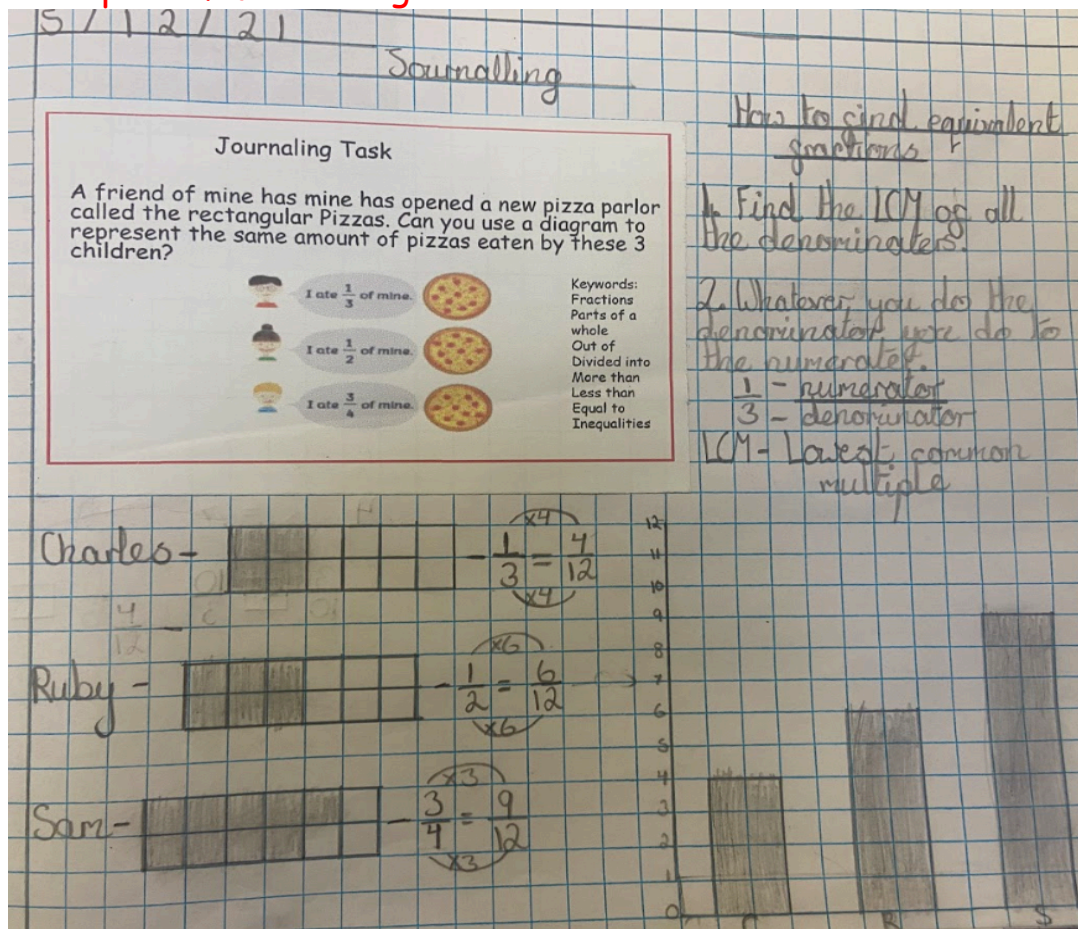 5/12/21
Journalling
Journaling Task
A friend of mine has mine has opened a new pizza parlor
called the rectangular Pizzas. Can you use a diagram to
represent the same amount of pizzas eaten by these 3
children?
I ate 1/3 of mine.
I ate 1/2 of mine.
I ate 3/4 of mine.
Keywords:
Fractions
Parts of a
whole
Out of
Divided into
More than
Less than
Equal to
Inequalities
How to find equivalent
fractions
1. Find the LCM of all
the denominators.
2. Whatever you do the
denominator you do to
the numerator.
1 - numerator
3 - denominator
LCM - Lowest common
multiple
Charles -
- 1/3 = 4/12
x4
x4
4/12 -
Ruby -
- 1/2 = 6/12
x6
x6
Sam -
- 3/4 = 9/12
x3
x3
12
11
10
9
8
7
6
5
4
3
2
1
0
C
R
S